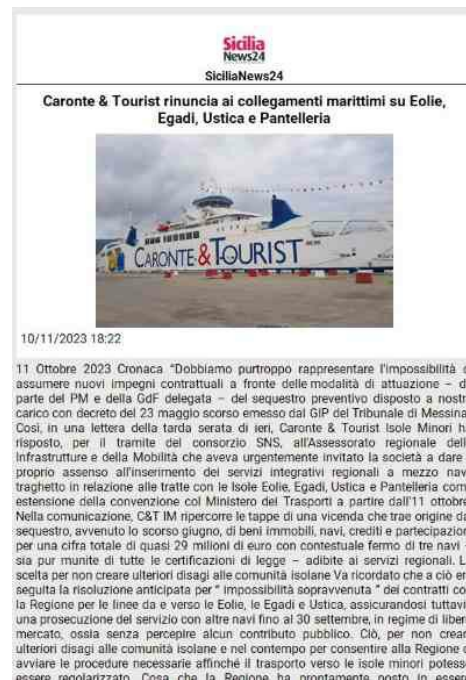 Sicilia
News24
SiciliaNews24
Caronte & Tourist rinuncia ai collegamenti marittimi su Eolie,
Egadi, Ustica e Pantelleria
CARONTE & TOURIST
10/11/2023 18:22
11 Ottobre 2023 Cronaca "Dobbiamo purtroppo rappresentare l'impossibilità d
assumere nuovi impegni contrattuali a fronte delle modalità di attuazione – d
parte del PM e della GdF delegata – del sequestro preventivo disposto a nostr
carico con decreto del 23 maggio scorso emesso dal GIP del Tribunale di Messina
Così, in una lettera della tarda serata di ieri, Caronte & Tourist Isole Minori h
risposto, per il tramite del consorzio SNS, all'Assessorato regionale dell
Infrastrutture e della Mobilità che aveva urgentemente invitato la società a dare
proprio assenso all'inserimento dei servizi integrativi regionali a mezzo nav
traghetto in relazione alle tratte con le Isole Eolie, Egadi, Ustica e Pantelleria com
estensione della convenzione col Ministero dei Trasporti a partire dall'11 ottobre
Nella comunicazione, C&T IM ripercorre le tappe di una vicenda che trae origine da
sequestro, avvenuto lo scorso giugno, di beni immobili, navi, crediti e partecipazion
per una cifra totale di quasi 29 milioni di euro con contestuale fermo di tre navi
sia pur munite di tutte le certificazioni di legge – adibite ai servizi regionali. L
scelta per non creare ulteriori disagi alle comunità isolane Va ricordato che a ciò er
seguita la risoluzione anticipata per " impossibilità sopravvenuta " dei contratti co
la Regione per le linee da e verso le Eolie, le Egadi e Ustica, assicurandosi tuttavi
una prosecuzione del servizio con altre navi fino al 30 settembre, in regime di liber
mercato, ossia senza percepire alcun contributo pubblico. Ciò, per non crear
ulteriori disagi alle comunità isolane e nel contempo per consentire alla Regione d
avviare le procedure necessarie affinché il trasporto verso le isole minori potess
essere regolarizzato. Cosa che la Regione ha prontamente posto in esser